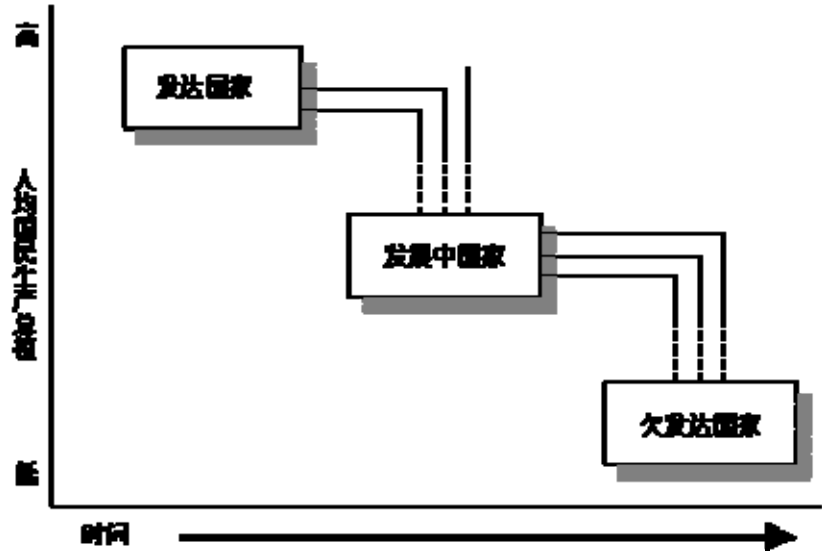 高
发达国家
人均国民生产总值
发展中国家
欠发达国家
低
时间